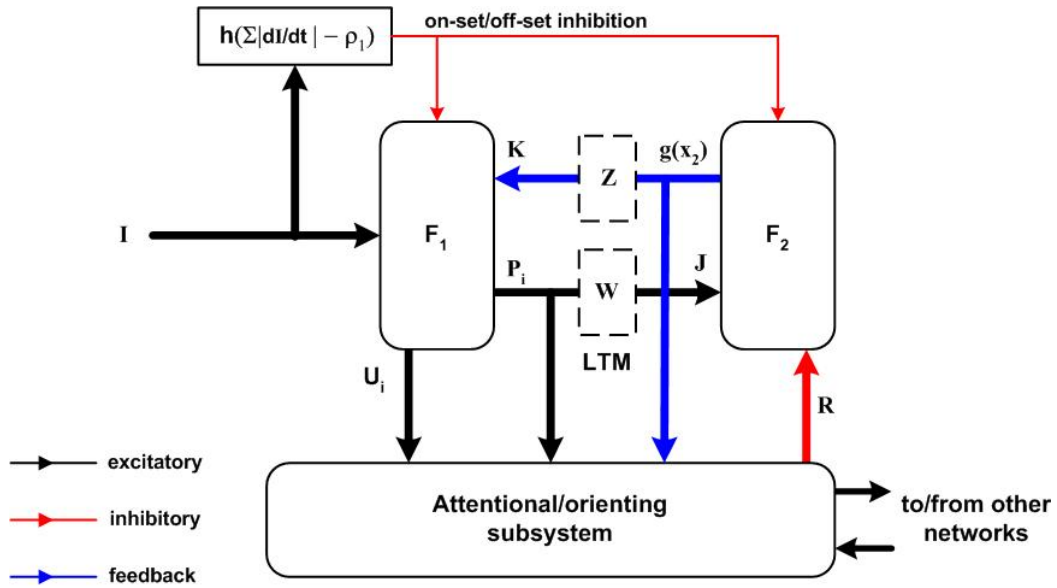 on-set/off-set inhibition
h(Σ|dI/dt | − ρ₁)
K
Z
g(x₂)
I
F₁
F₂
Pᵢ
W
J
LTM
Uᵢ
R
excitatory
inhibitory
feedback
Attentional/orienting
subsystem
to/from other
networks